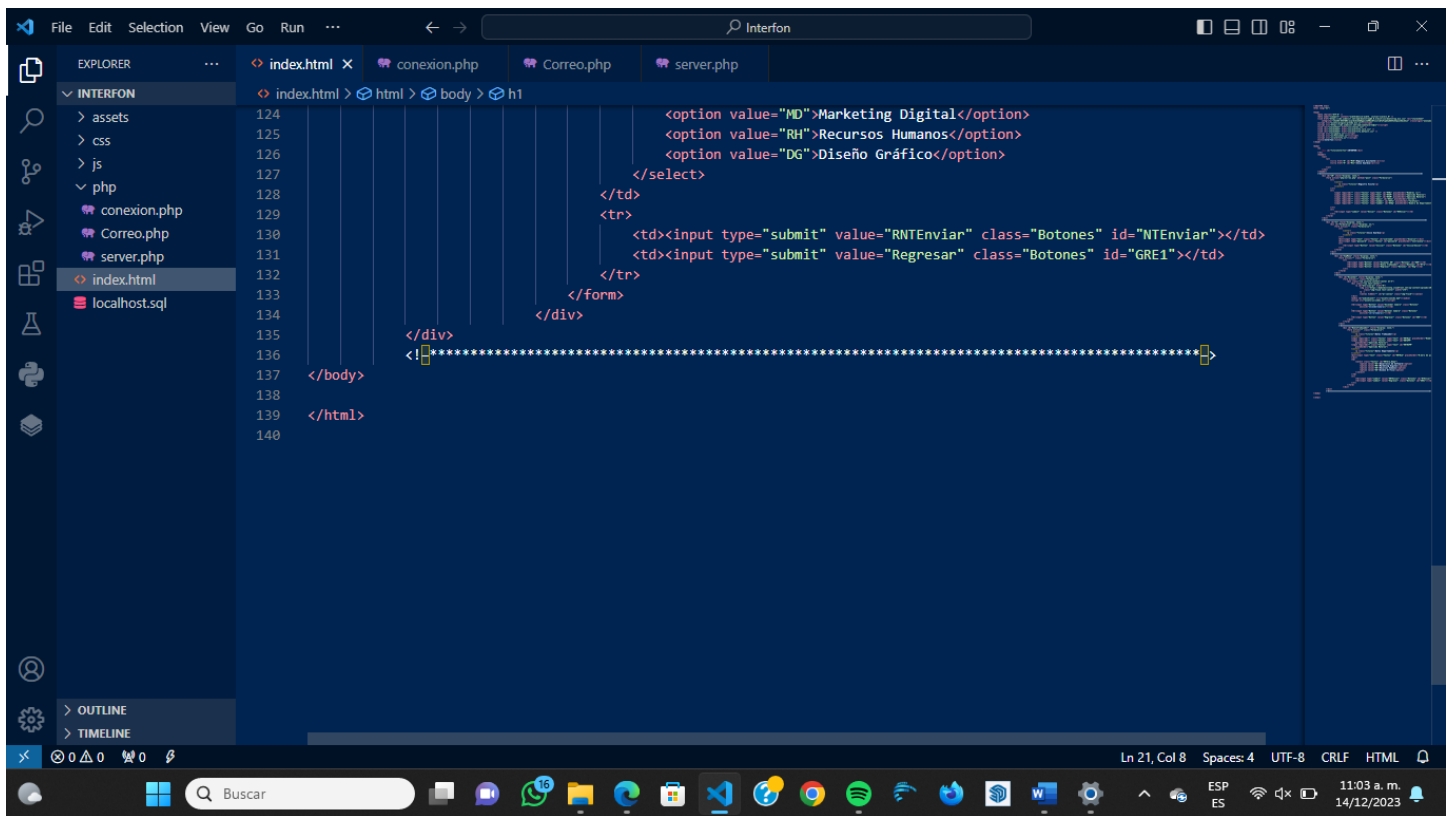 File Edit Selection View Go Run ··· Interfon
EXPLORER ···
index.html conexion.php Correo.php server.php
INTERFON
index.html > html > body > h1
assets
css
js
php
conexion.php
Correo.php
server.php
index.html
localhost.sql
124 <option value="MD">Marketing Digital</option>
125 <option value="RH">Recursos Humanos</option>
126 <option value="DG">Diseño Gráfico</option>
127 </select>
128 </td>
129 <tr>
130 <td><input type="submit" value="RNTEnviar" class="Botones" id="NTEnviar"></td>
131 <td><input type="submit" value="Regresar" class="Botones" id="GRE1"></td>
132 </tr>
133 </form>
134 </div>
135 </div>
136 <!-***********************************************************************************************->
137 </body>
138
139 </html>
140
OUTLINE
TIMELINE
0 0 0 Ln 21, Col 8 Spaces: 4 UTF-8 CRLF HTML
Buscar 16 ESP 11:03 a. m.
ES 14/12/2023